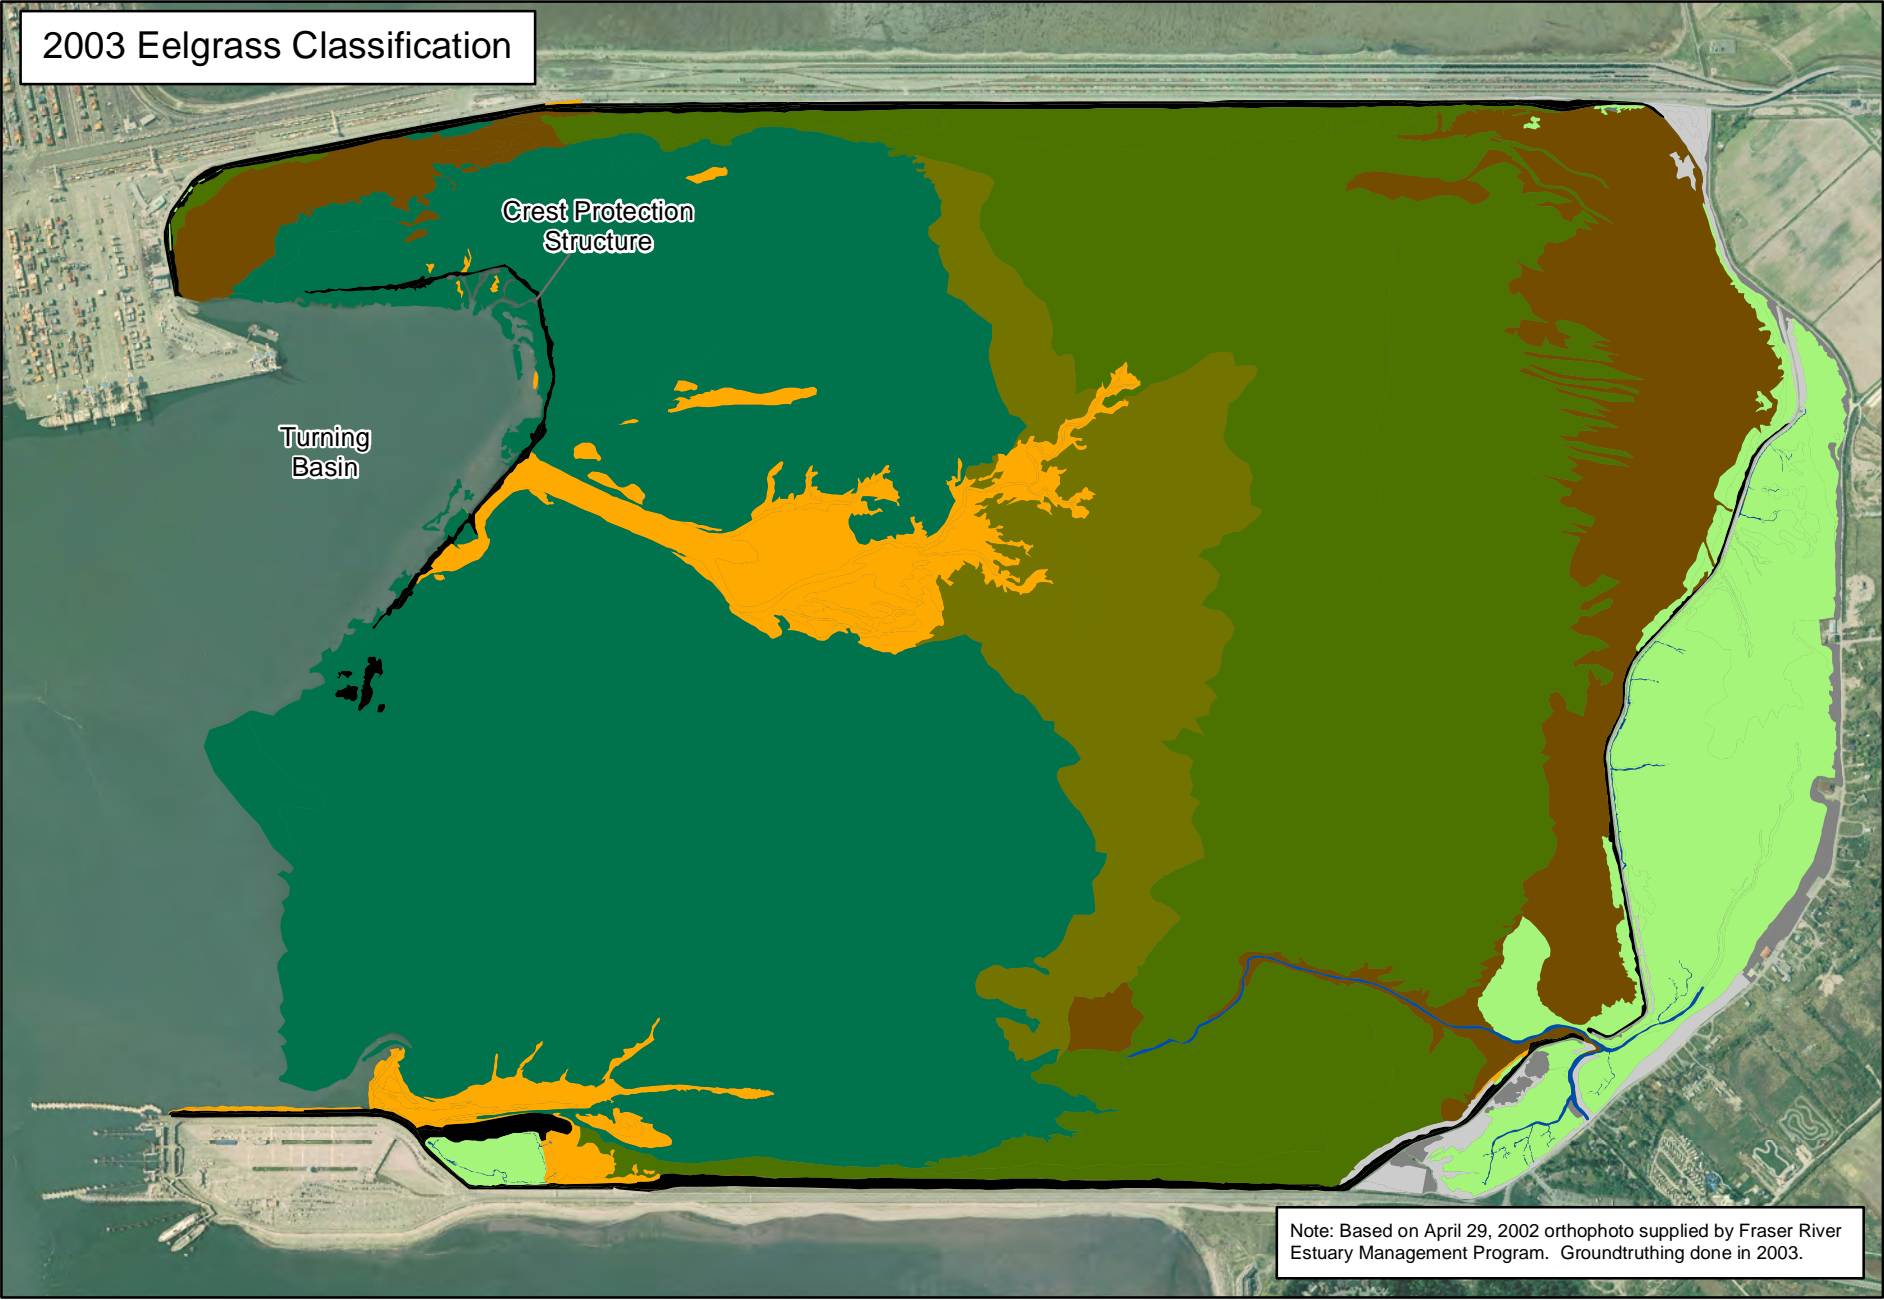 2003 Eelgrass Classification
Crest Protection
Structure
Turning
Basin
Note: Based on April 29, 2002 orthophoto supplied by Fraser River
Estuary Management Program. Groundtruthing done in 2003.